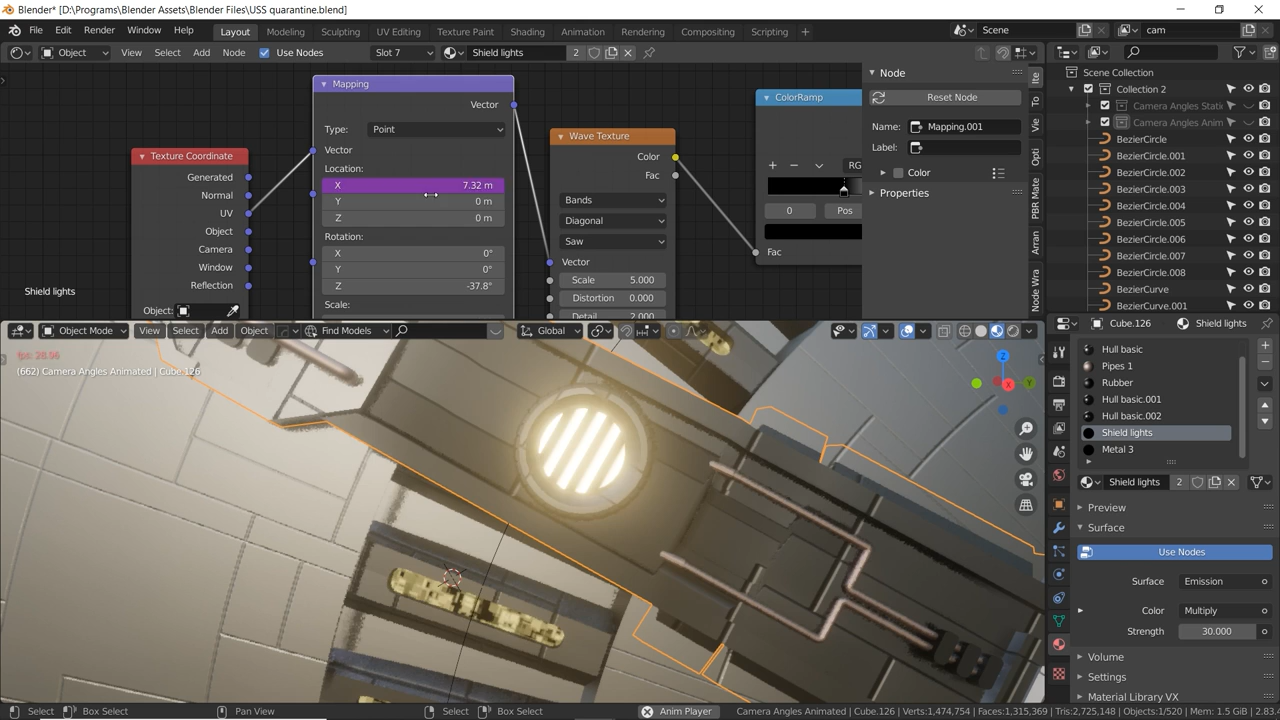 Blender* [D:\Programs\Blender Assets\Blender Files\USS quarantine.blend]
File Edit Render Window Help Layout Modeling Sculpting UV Editing Texture Paint Shading Animation Rendering Compositing Scripting + Scene cam
Object View Select Add Node Use Nodes Slot 7 Shield lights 2
Mapping
Vector
Type: Point
Vector
Location:
X 7.32 m
Y 0 m
Z 0 m
Rotation:
X 0°
Y 0°
Z -37.8°
Scale:
Texture Coordinate
Generated
Normal
UV
Object
Camera
Window
Reflection
Object:
Shield lights
Wave Texture
Color
Fac
Bands
Diagonal
Saw
Vector
Scale 5.000
Distortion 0.000
Detail 2.000
ColorRamp
RG
0 Pos
Fac
Node
Reset Node
Name: Mapping.001
Label:
Color
Properties
Ite
To
Vie
Opti
PBR Mate
Arran
Node Wra
Scene Collection
Collection 2
Camera Angles Stati
Camera Angles Anim
BezierCircle
BezierCircle.001
BezierCircle.002
BezierCircle.003
BezierCircle.004
BezierCircle.005
BezierCircle.006
BezierCircle.007
BezierCircle.008
BezierCurve
BezierCurve.001
Object Mode View Select Add Object Find Models Global
fps: 28.96
(662) Camera Angles Animated | Cube.126
Z
X
Y
Cube.126 Shield lights
Hull basic
Pipes 1
Rubber
Hull basic.001
Hull basic.002
Shield lights
Metal 3
Shield lights 2
Preview
Surface
Use Nodes
Surface Emission
Color Multiply
Strength 30.000
Volume
Settings
Material Library VX
Select Box Select Pan View Select Box Select Anim Player Camera Angles Animated | Cube.126 | Verts:1,474,754 | Faces:1,315,369 | Tris:2,725,148 | Objects:1/520 | Mem: 1.5 GiB | 2.83.